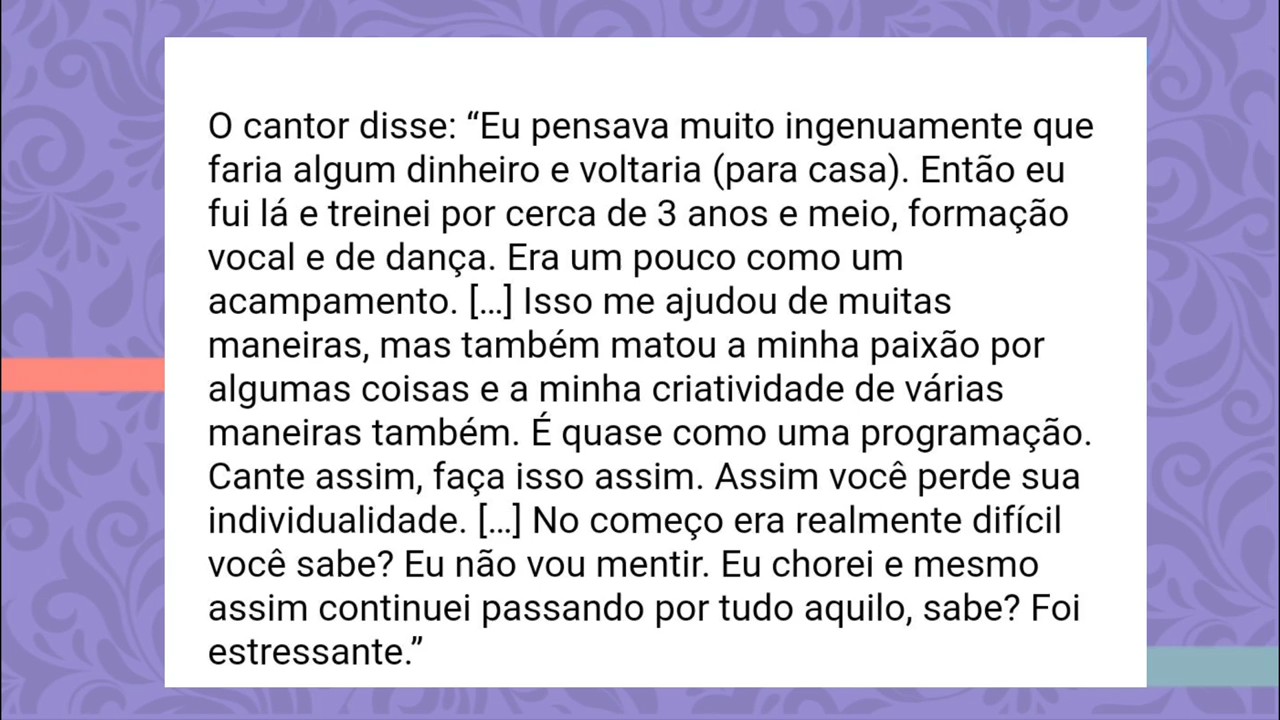 O cantor disse: “Eu pensava muito ingenuamente que
faria algum dinheiro e voltaria (para casa). Então eu
fui lá e treinei por cerca de 3 anos e meio, formação
vocal e de dança. Era um pouco como um
acampamento. [...] Isso me ajudou de muitas
maneiras, mas também matou a minha paixão por
algumas coisas e a minha criatividade de várias
maneiras também. É quase como uma programação.
Cante assim, faça isso assim. Assim você perde sua
individualidade. [...] No começo era realmente difícil
você sabe? Eu não vou mentir. Eu chorei e mesmo
assim continuei passando por tudo aquilo, sabe? Foi
estressante.”